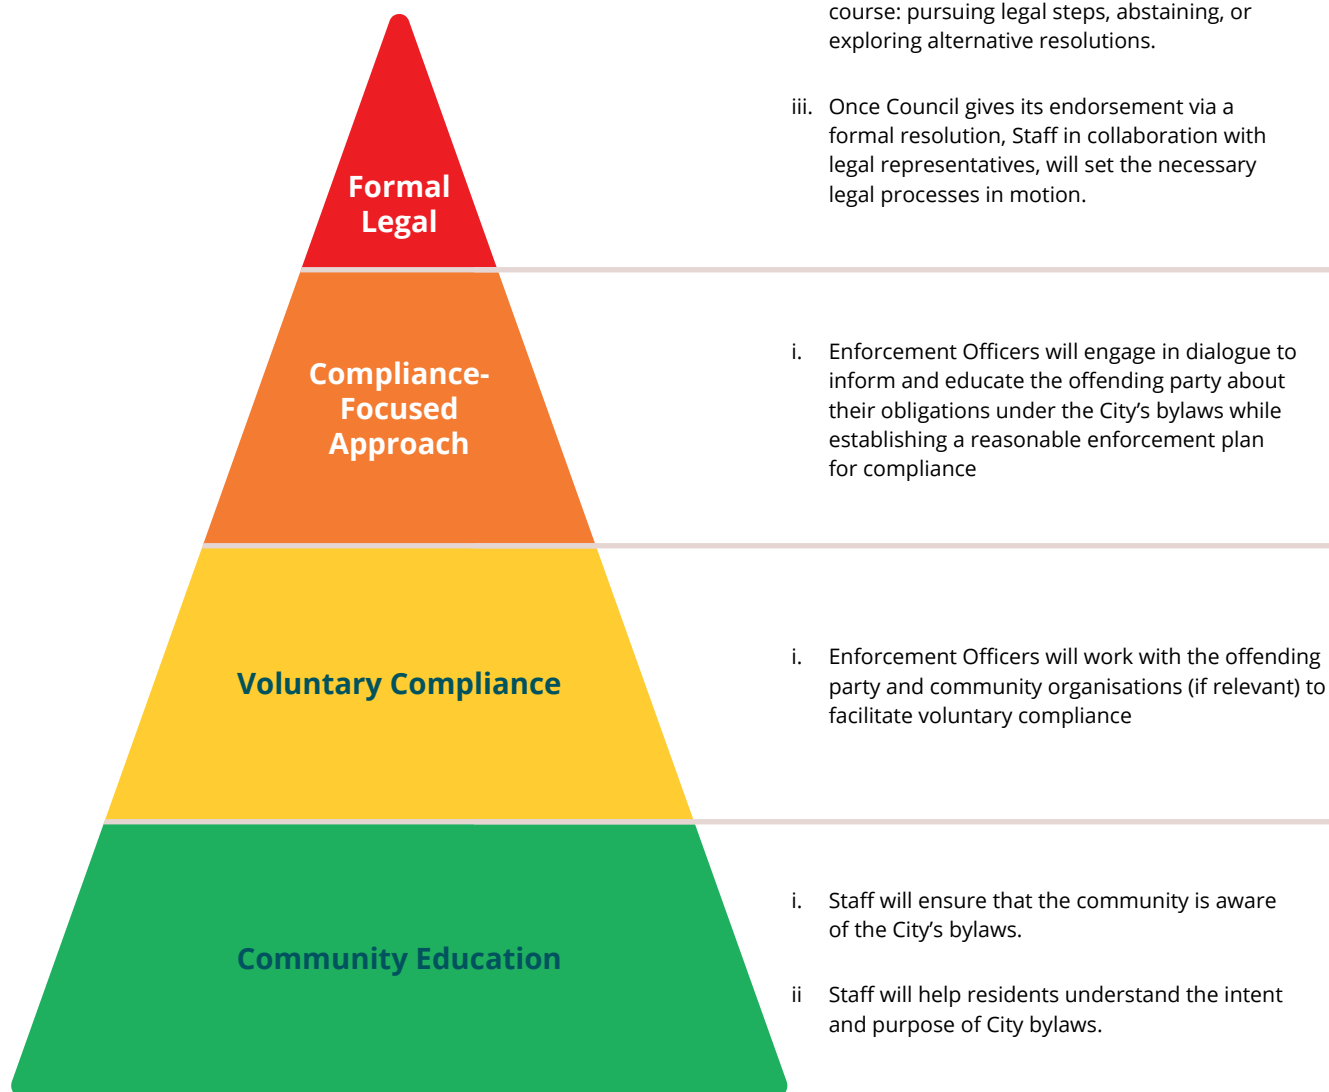 course: pursuing legal steps, abstaining, or
exploring alternative resolutions.
iii. Once Council gives its endorsement via a
formal resolution, Staff in collaboration with
legal representatives, will set the necessary
legal processes in motion.
Formal
Legal
i. Enforcement Officers will engage in dialogue to
inform and educate the offending party about
their obligations under the City’s bylaws while
establishing a reasonable enforcement plan
for compliance
Compliance-
Focused
Approach
i. Enforcement Officers will work with the offending
party and community organisations (if relevant) to
facilitate voluntary compliance
Voluntary Compliance
i. Staff will ensure that the community is aware
of the City’s bylaws.
ii Staff will help residents understand the intent
and purpose of City bylaws.
Community Education